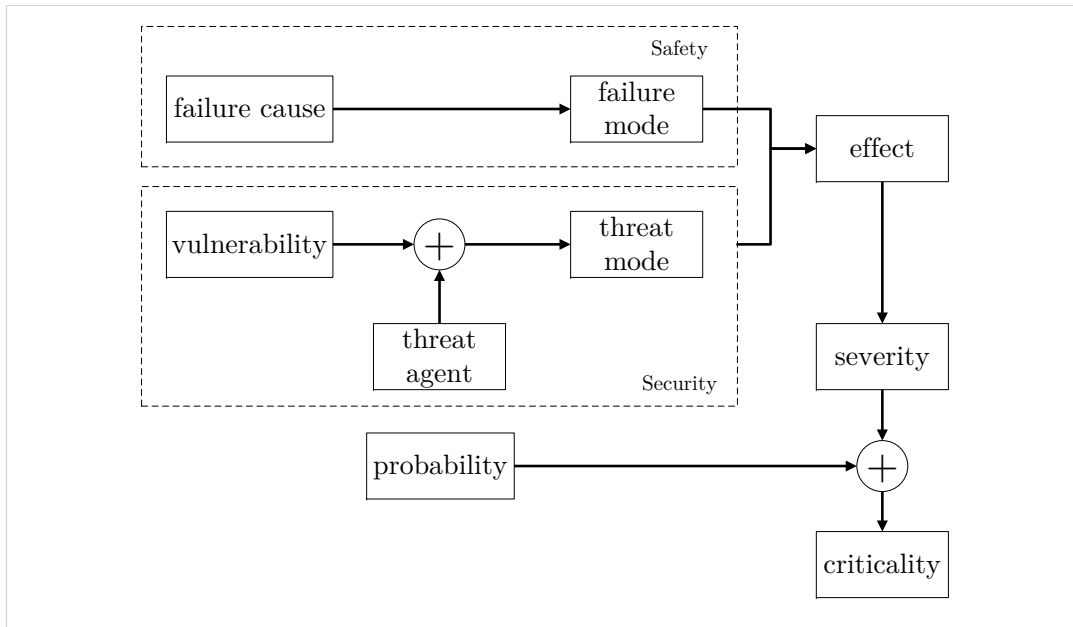 Safety
failure cause
failure
mode
effect
vulnerability
+
threat
mode
threat
agent
Security
severity
probability
+
criticality